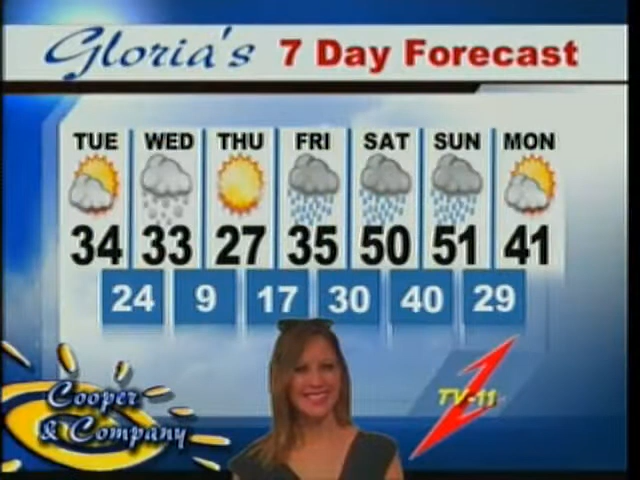 Gloria's 7 Day Forecast
TUE WED THU FRI SAT SUN MON
34 33 27 35 50 51 41
24 9 17 30 40 29
Cooper
& Company
TV-11